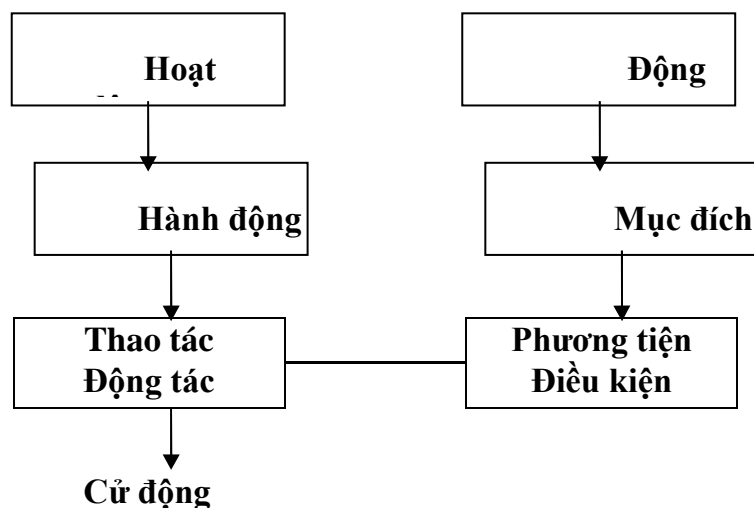 Hoạt
Động
Hành động
Mục đích
Thao tác
Động tác
Phương tiện
Điều kiện
Cử động